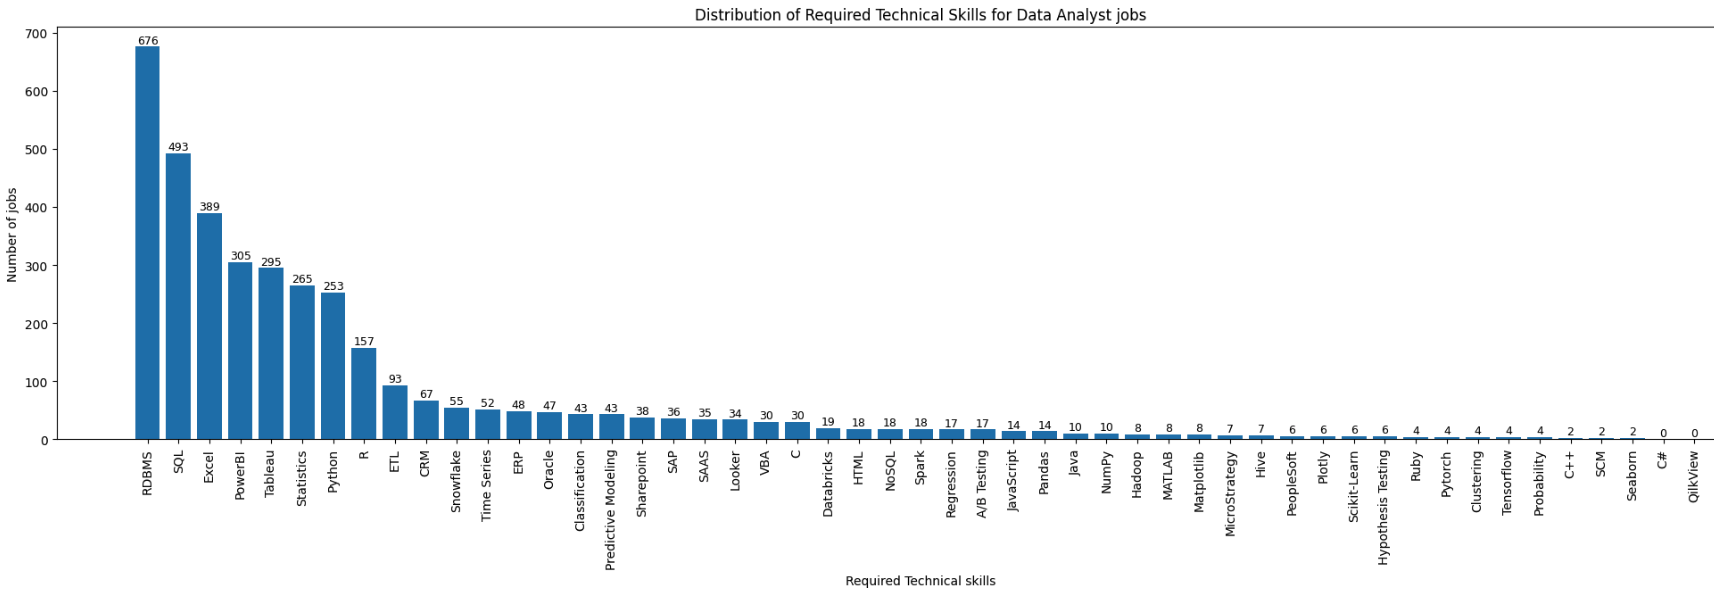 Distribution of Required Technical Skills for Data Analyst jobs
Number of jobs
700
600
500
400
300
200
100
0
676
493
389
305
295
265
253
157
93
67
55
52
48
47
43
43
38
36
35
34
30
30
19
18
18
18
17
17
14
14
10
10
8
8
8
7
7
6
6
6
6
4
4
4
4
4
2
2
2
0
0
RDBMS
SQL
Excel
PowerBI
Tableau
Statistics
Python
R
ETL
CRM
Snowflake
Time Series
ERP
Oracle
Classification
Predictive Modeling
Sharepoint
SAP
SAAS
Looker
VBA
C
Databricks
HTML
NoSQL
Spark
Regression
A/B Testing
JavaScript
Pandas
Java
NumPy
Hadoop
MATLAB
Matplotlib
MicroStrategy
Hive
PeopleSoft
Plotly
Scikit-Learn
Hypothesis Testing
Ruby
Pytorch
Clustering
Tensorflow
Probability
C++
SCM
Seaborn
C#
QilkView
Required Technical skills